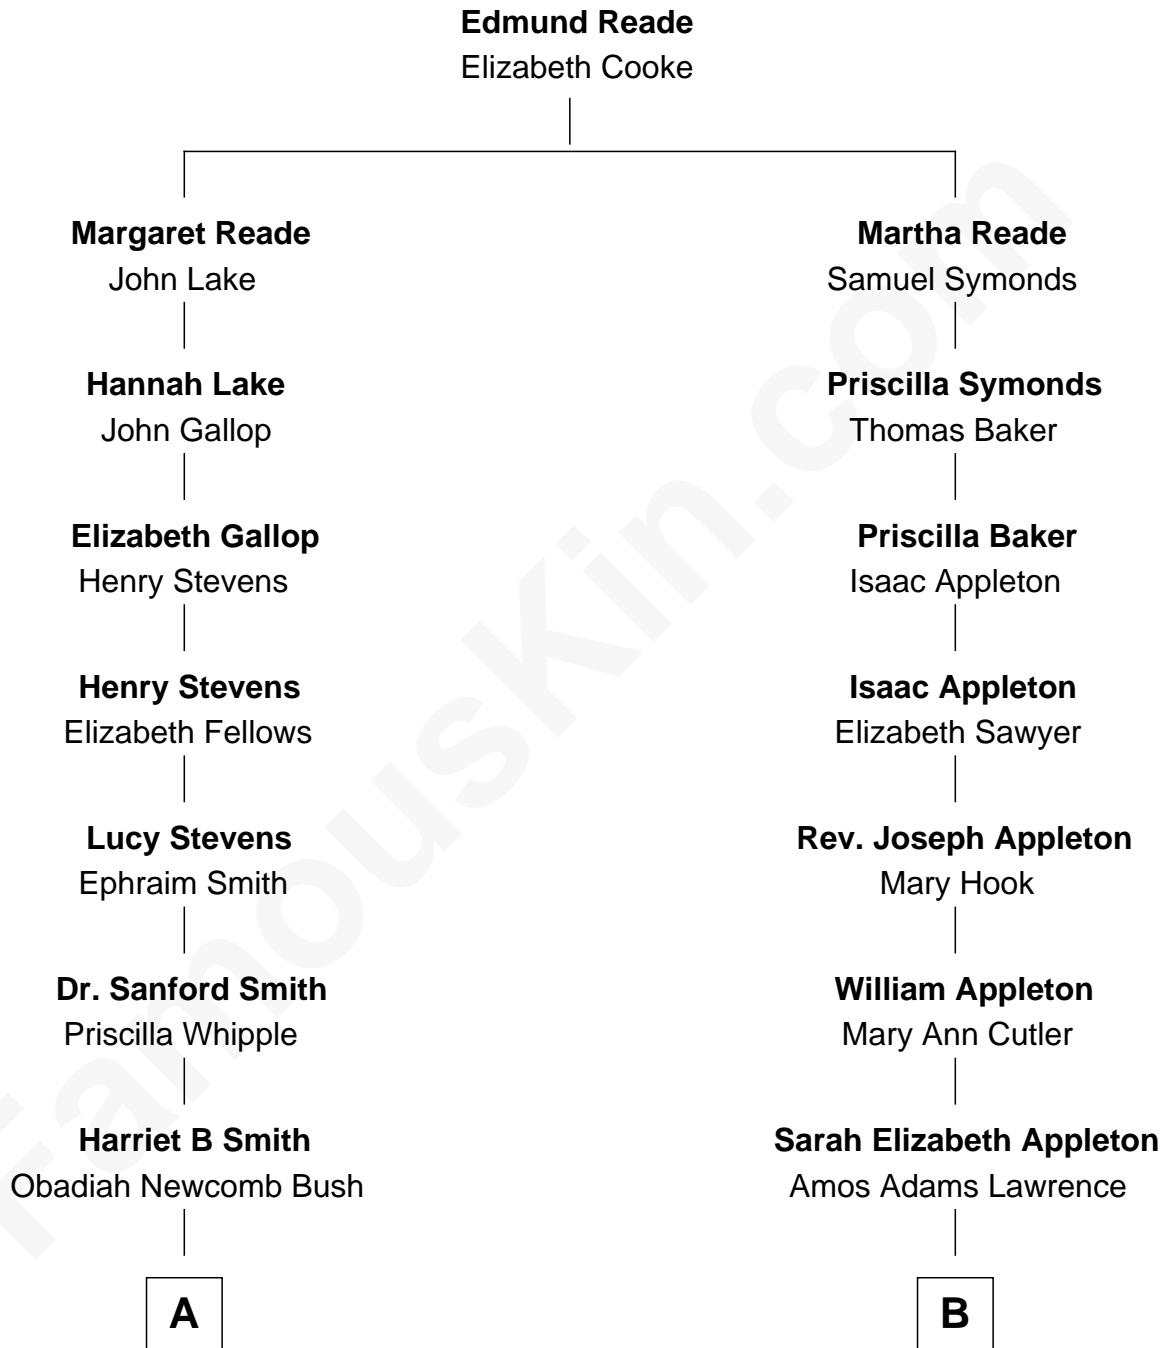 Edmund Reade
Elizabeth Cooke
Margaret Reade
John Lake
Hannah Lake
John Gallop
Elizabeth Gallop
Henry Stevens
Henry Stevens
Elizabeth Fellows
Lucy Stevens
Ephraim Smith
Dr. Sanford Smith
Priscilla Whipple
Harriet B Smith
Obadiah Newcomb Bush
A
Martha Reade
Samuel Symonds
Priscilla Symonds
Thomas Baker
Priscilla Baker
Isaac Appleton
Isaac Appleton
Elizabeth Sawyer
Rev. Joseph Appleton
Mary Hook
William Appleton
Mary Ann Cutler
Sarah Elizabeth Appleton
Amos Adams Lawrence
B
FamousKin.com